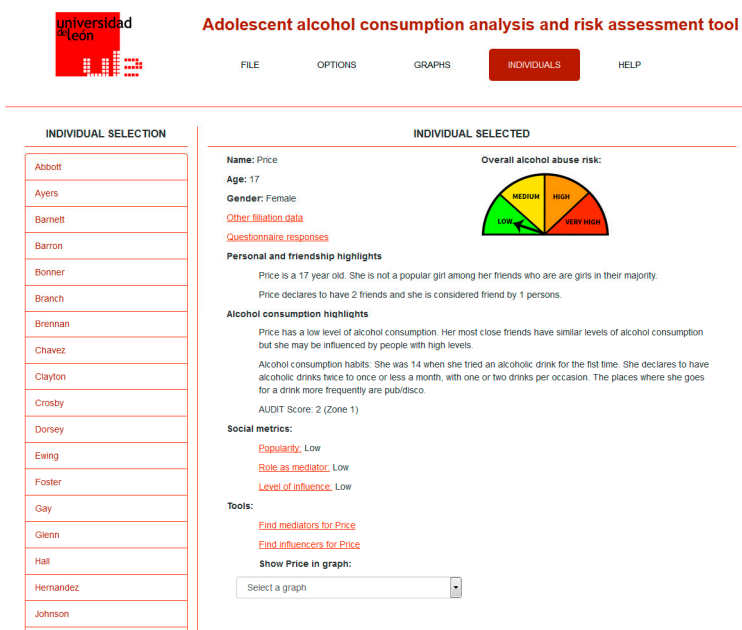 universidad
de león
Adolescent alcohol consumption analysis and risk assessment tool
FILE
OPTIONS
GRAPHS
INDIVIDUALS
HELP
INDIVIDUAL SELECTION
Abbott
Ayers
Barnett
Barron
Bonner
Branch
Brennan
Chavez
Clayton
Crosby
Dorsey
Ewing
Foster
Gay
Glenn
Hall
Hernandez
Johnson
INDIVIDUAL SELECTED
Name: Price
Age: 17
Gender: Female
Other filiation data
Questionnaire responses
Overall alcohol abuse risk:
LOW
MEDIUM
HIGH
VERY HIGH
Personal and friendship highlights
Price is a 17 year old. She is not a popular girl among her friends who are are girls in their majority.
Price declares to have 2 friends and she is considered friend by 1 persons.
Alcohol consumption highlights
Price has a low level of alcohol consumption. Her most close friends have similar levels of alcohol consumption
but she may be influenced by people with high levels.
Alcohol consumption habits: She was 14 when she tried an alcoholic drink for the fist time. She declares to have
alcoholic drinks twice to once or less a month, with one or two drinks per occasion. The places where she goes
for a drink more frequently are pub/disco.
AUDIT Score: 2 (Zone 1)
Social metrics:
Popularity: Low
Role as mediator: Low
Level of influence: Low
Tools:
Find mediators for Price
Find influencers for Price
Show Price in graph:
Select a graph